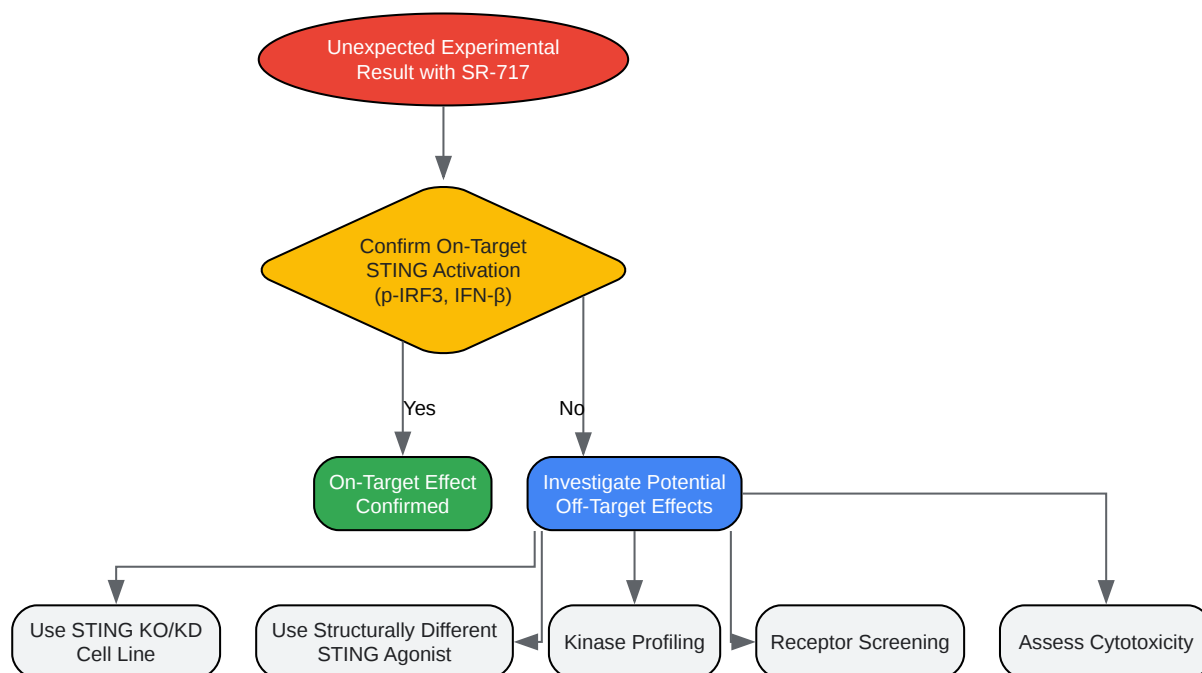 Unexpected Experimental
Result with SR-717
Confirm On-Target
STING Activation
(p-IRF3, IFN-β)
Yes
No
On-Target Effect
Confirmed
Investigate Potential
Off-Target Effects
Use STING KO/KD
Cell Line
Use Structurally Different
STING Agonist
Kinase Profiling
Receptor Screening
Assess Cytotoxicity